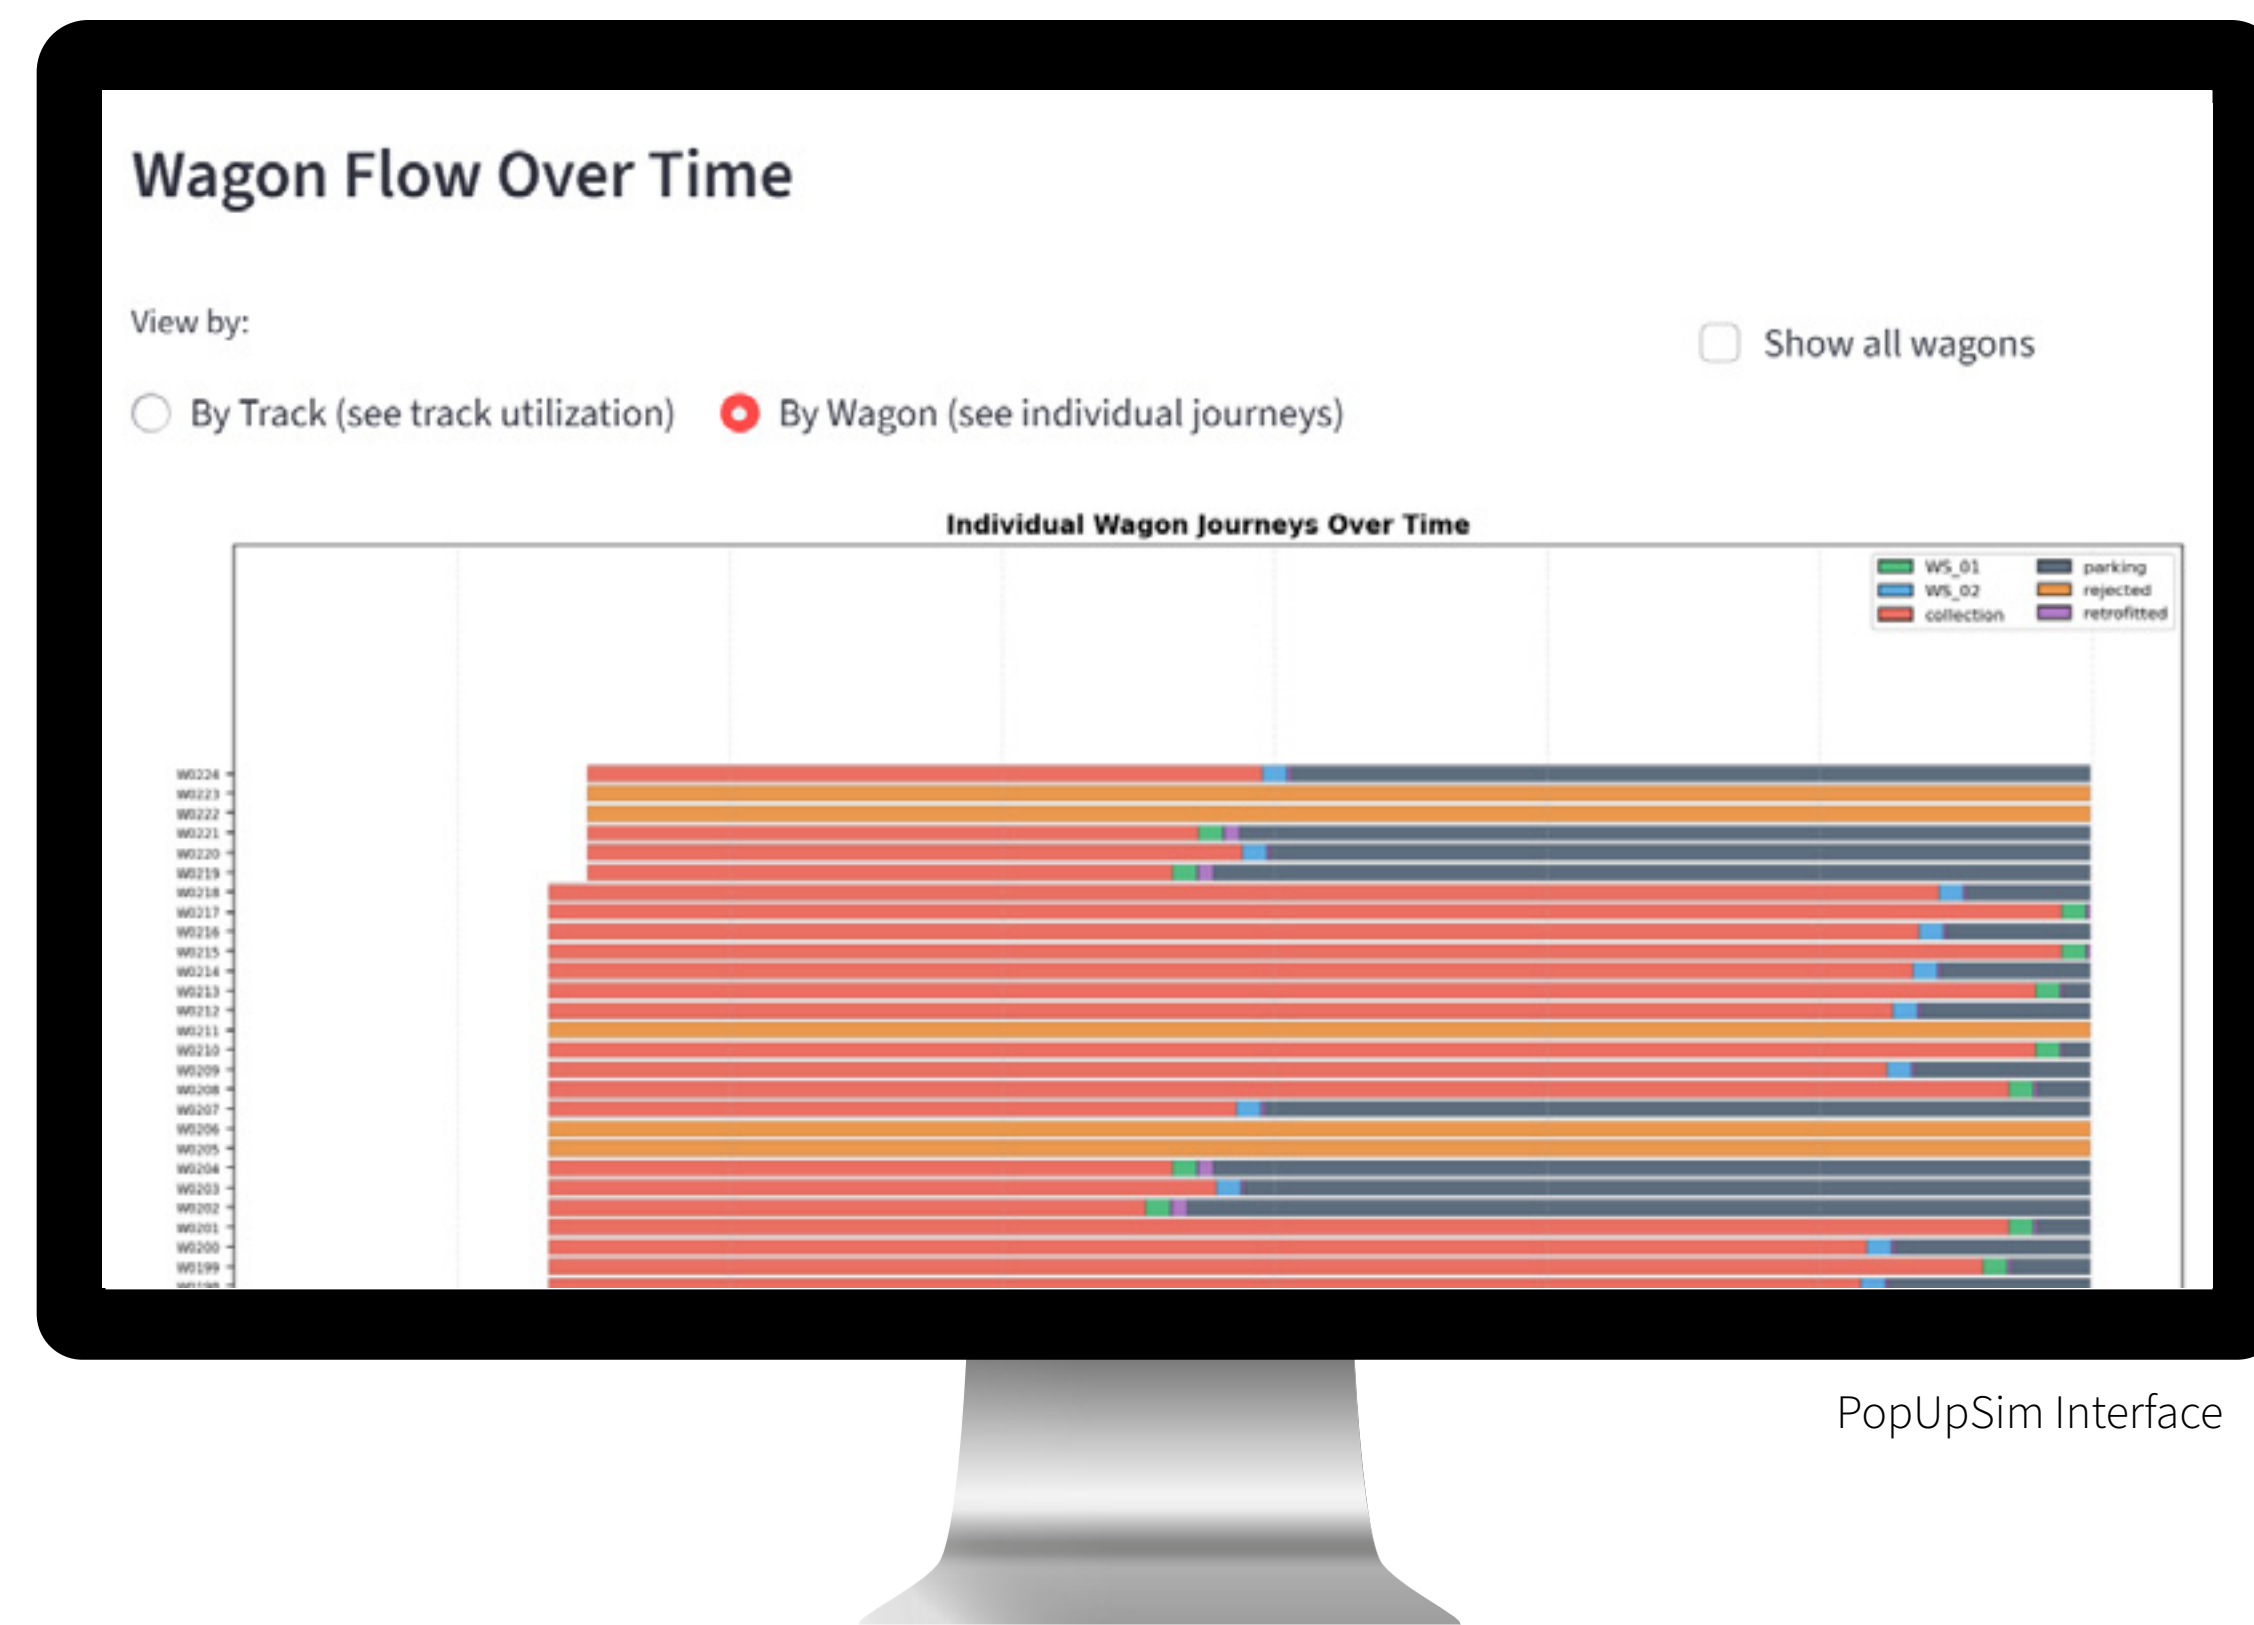 Wagon Flow Over Time
View by:
Show all wagons
By Track (see track utilization)
By Wagon (see individual journeys)
Individual Wagon Journeys Over Time
WS_01
WS_02
collection
parking
rejected
retrofitted
W0224
W0223
W0222
W0221
W0220
W0219
W0218
W0217
W0216
W0215
W0214
W0213
W0212
W0211
W0210
W0209
W0208
W0207
W0206
W0205
W0204
W0203
W0202
W0201
W0200
W0199
PopUpSim Interface